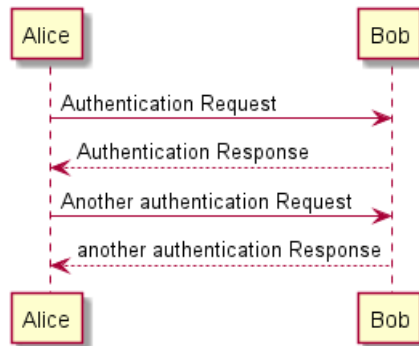 Alice Bob
Authentication Request
Authentication Response
Another authentication Request
another authentication Response
Alice Bob